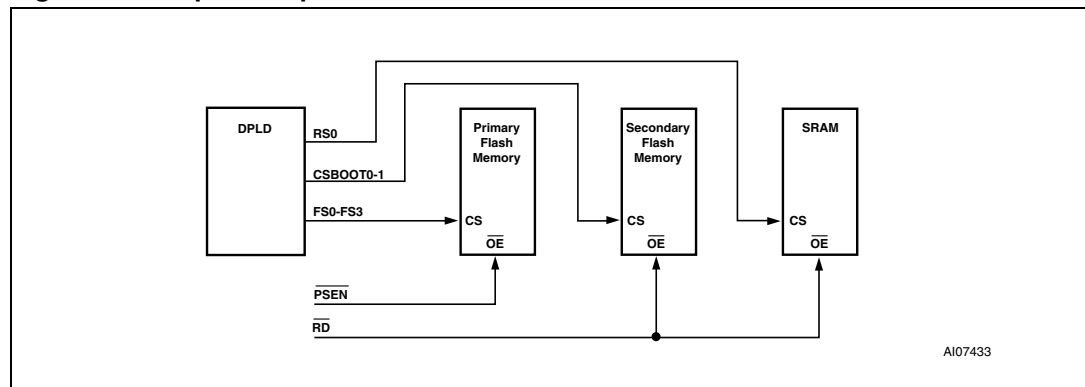 DPLD
RS0
CSBOOT0-1
FS0-FS3
Primary
Flash
Memory
CS
OE
Secondary
Flash
Memory
CS
OE
SRAM
CS
OE
PSEN
RD
AI07433